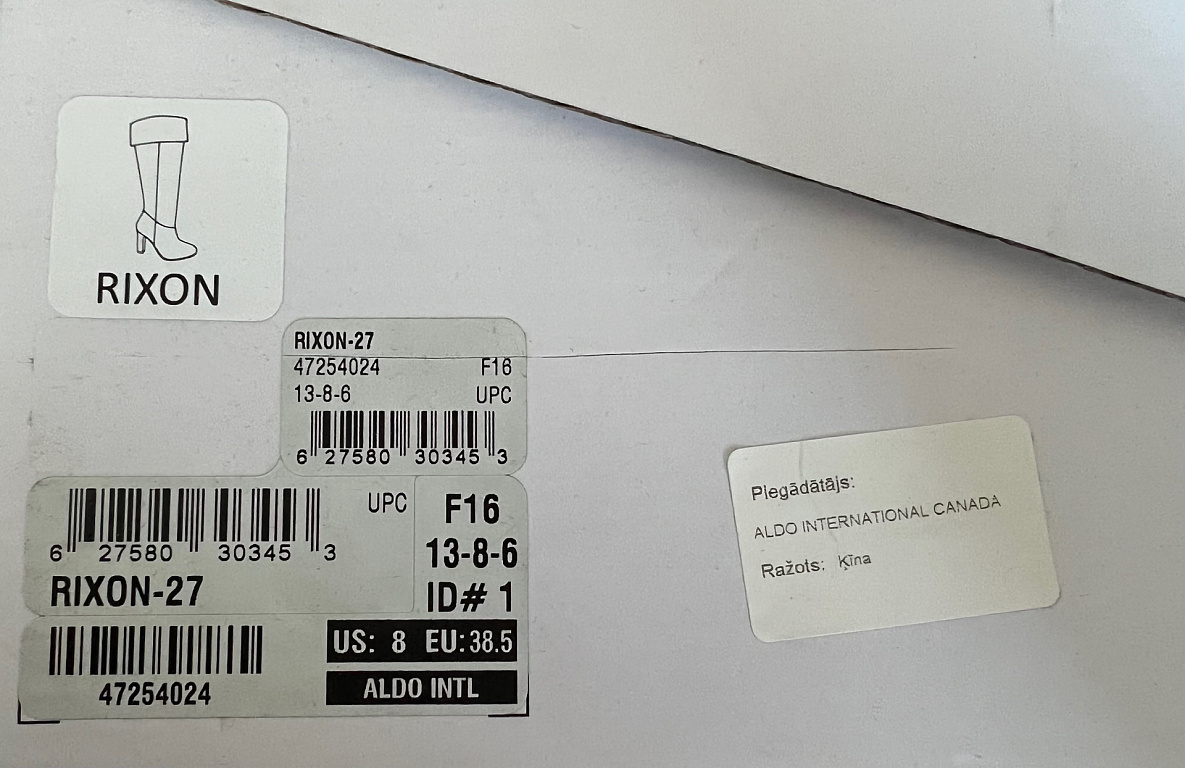 RIXON
RIXON-27
47254024 F16
13-8-6 UPC
6 27580 30345 3
UPC
6 27580 30345 3
RIXON-27
F16
13-8-6
ID# 1
47254024
US: 8 EU: 38.5
ALDO INTL
Piegādātājs:
ALDO INTERNATIONAL CANADA
Ražots: Ķīna